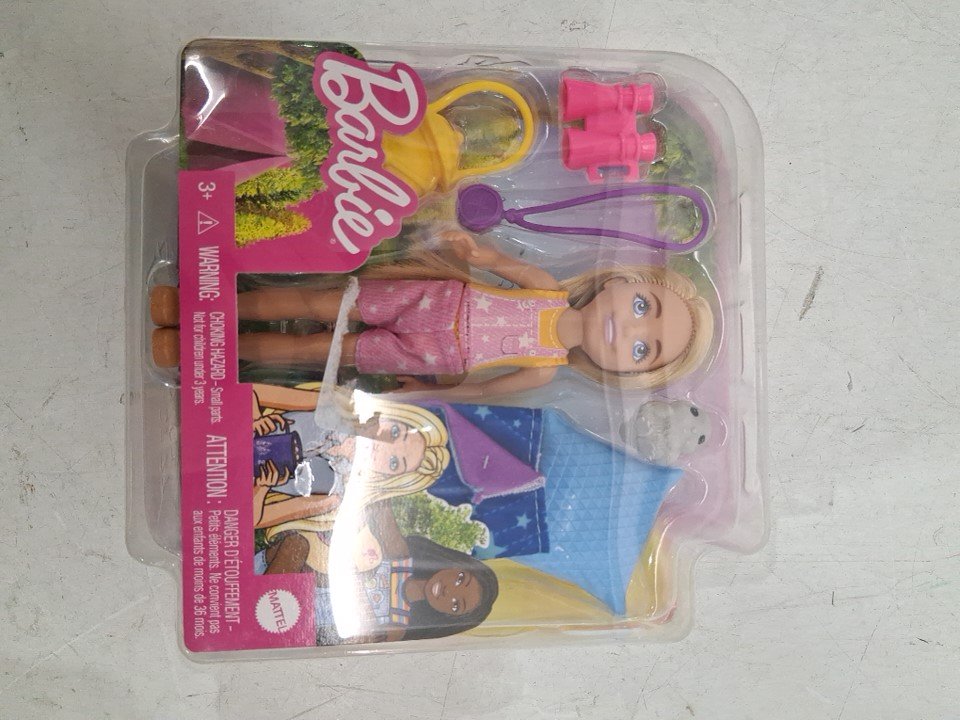 Barbie®
3+ ⚠ WARNING: CHOKING HAZARD – Small parts.
Not for children under 3 years.
ATTENTION : DANGER D'ÉTOUFFEMENT –
Petits éléments. Ne convient pas
aux enfants de moins de 36 mois.
MATTEL